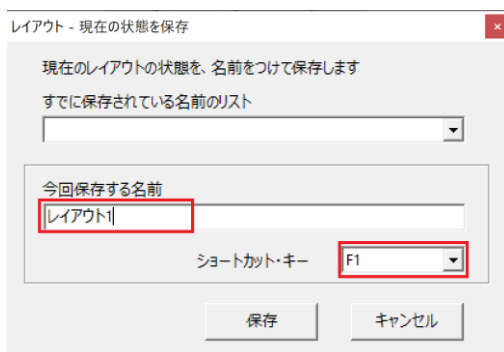 レイアウト - 現在の状態を保存
現在のレイアウトの状態を、名前をつけて保存します
すでに保存されている名前のリスト
今回保存する名前
レイアウト1
ショートカット・キー
F1
保存
キャンセル